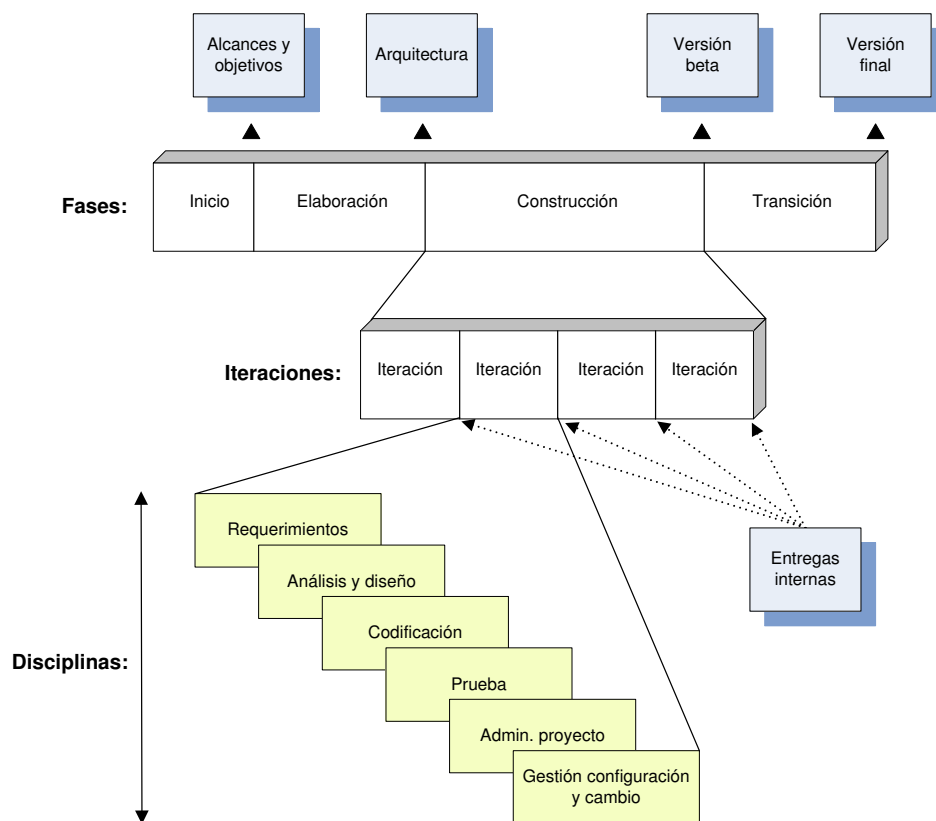 Alcances y
objetivos
Arquitectura
Versión
beta
Versión
final
Fases:
Inicio
Elaboración
Construcción
Transición
Iteraciones:
Iteración
Iteración
Iteración
Iteración
Requerimientos
Análisis y diseño
Codificación
Prueba
Admin. proyecto
Gestión configuración
y cambio
Disciplinas:
Entregas
internas